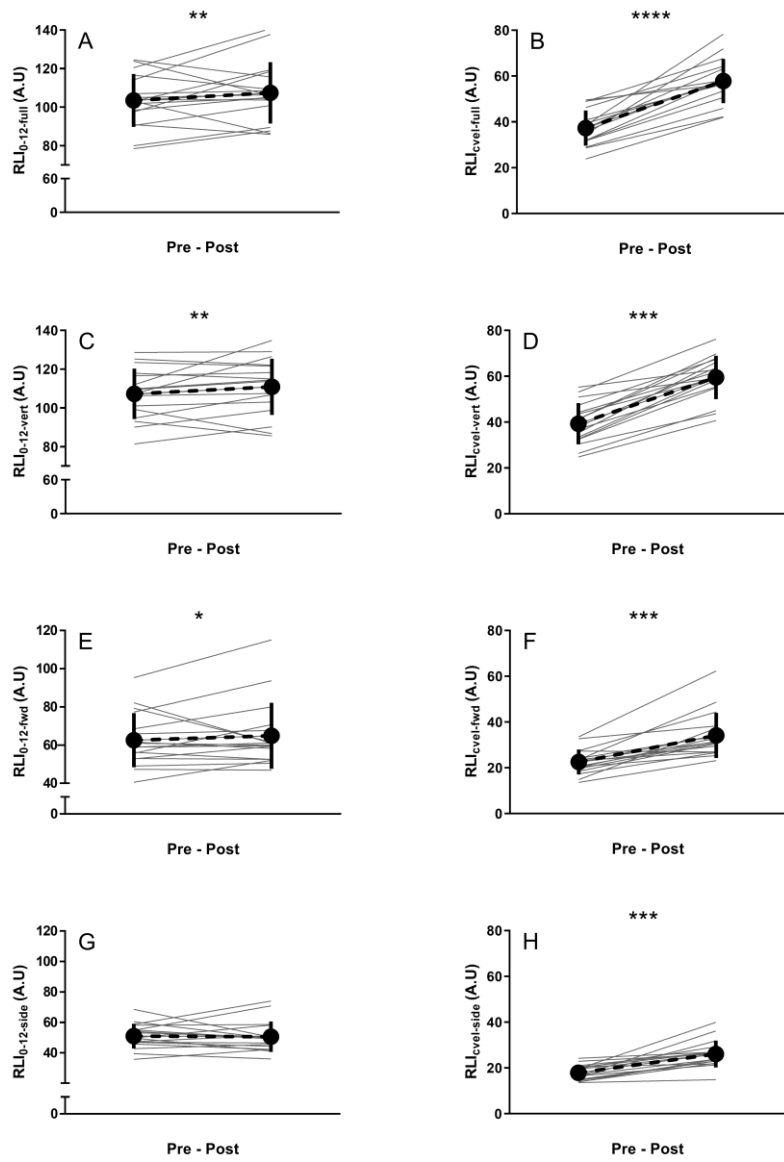 **
A
140
120
100
80
60
0
RLI0-12-full (A.U)
Pre - Post
****
B
80
60
40
20
0
RLIcvel-full (A.U)
Pre - Post
**
C
140
120
100
80
60
0
RLI0-12-vert (A.U)
Pre - Post
***
D
80
60
40
20
0
RLIcvel-vert (A.U)
Pre - Post
*
E
120
100
80
60
40
0
RLI0-12-fwd (A.U)
Pre - Post
***
F
80
60
40
20
0
RLIcvel-fwd (A.U)
Pre - Post
G
120
100
80
60
40
0
RLI0-12-side (A.U)
Pre - Post
***
H
80
60
40
20
0
RLIcvel-side (A.U)
Pre - Post